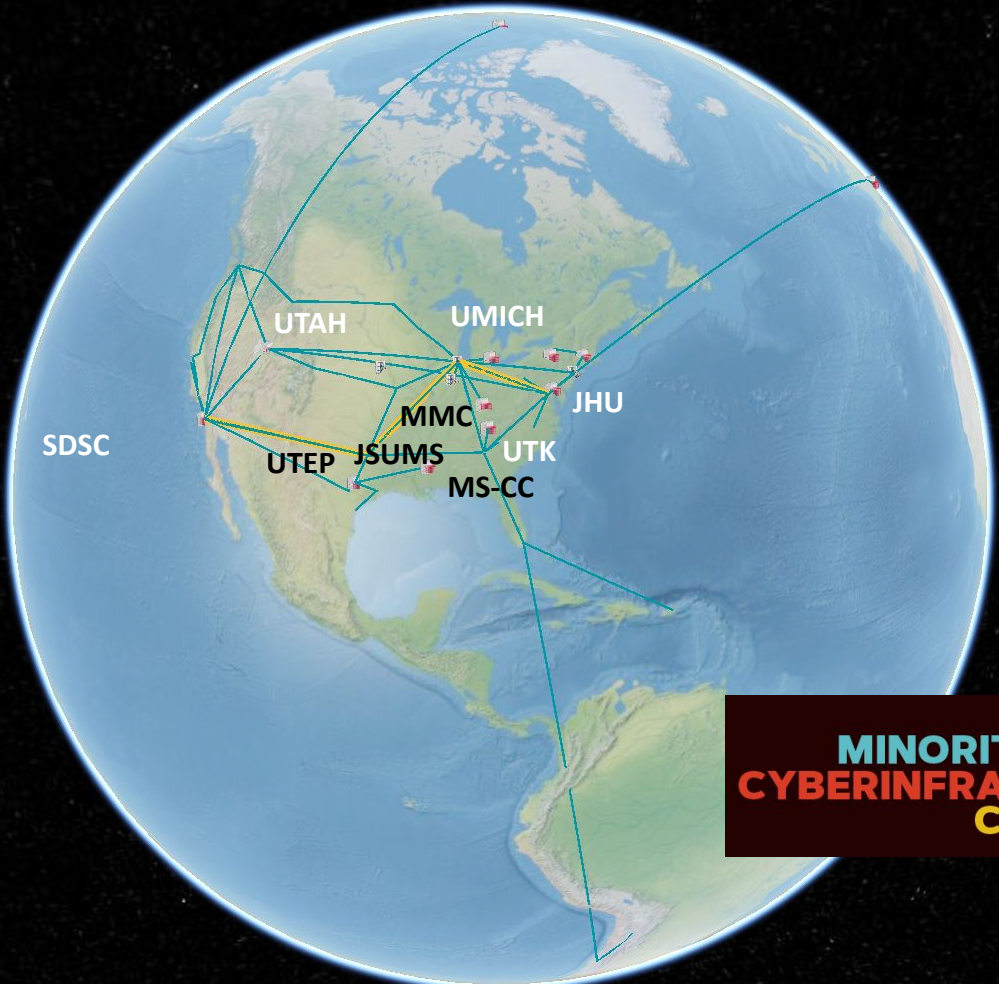 UMICH
UTAH
JHU
MMC
SDSC
JSUMS
UTK
UTEP
MS-CC
MINORIT
CYBERINFRA
C